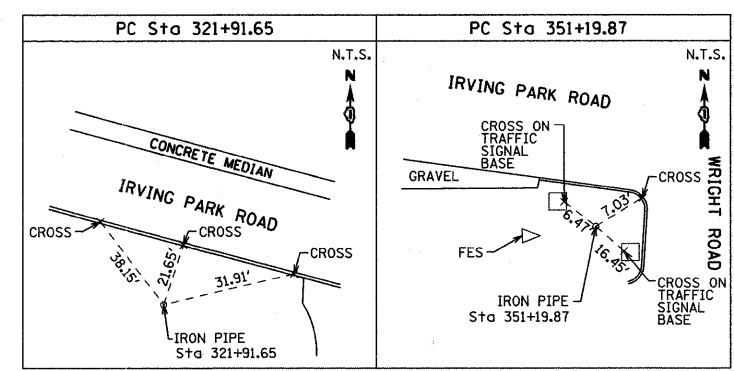 PC Sta 321+91.65
N.T.S.
N
CONCRETE MEDIAN
IRVING PARK ROAD
CROSS
CROSS
CROSS
38.15'
21.65'
31.91'
IRON PIPE
Sta 321+91.65
PC Sta 351+19.87
N.T.S.
N
IRVING PARK ROAD
CROSS ON
TRAFFIC
SIGNAL
BASE
GRAVEL
CROSS
WRIGHT ROAD
7.03'
6.47'
16.45'
FES
IRON PIPE
Sta 351+19.87
CROSS ON
TRAFFIC
SIGNAL
BASE